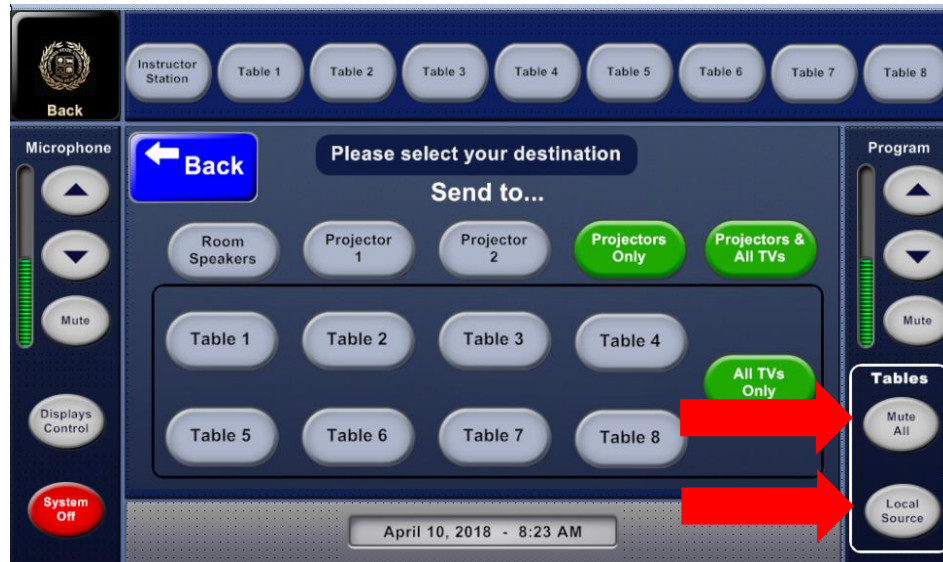 Back
Instructor
Station
Table 1
Table 2
Table 3
Table 4
Table 5
Table 6
Table 7
Table 8
Microphone
Mute
Displays
Control
System
Off
Back
Please select your destination
Send to...
Room
Speakers
Projector
1
Projector
2
Projectors
Only
Projectors &
All TVs
Table 1
Table 2
Table 3
Table 4
All TVs
Only
Table 5
Table 6
Table 7
Table 8
April 10, 2018 - 8:23 AM
Program
Mute
Tables
Mute
All
Local
Source